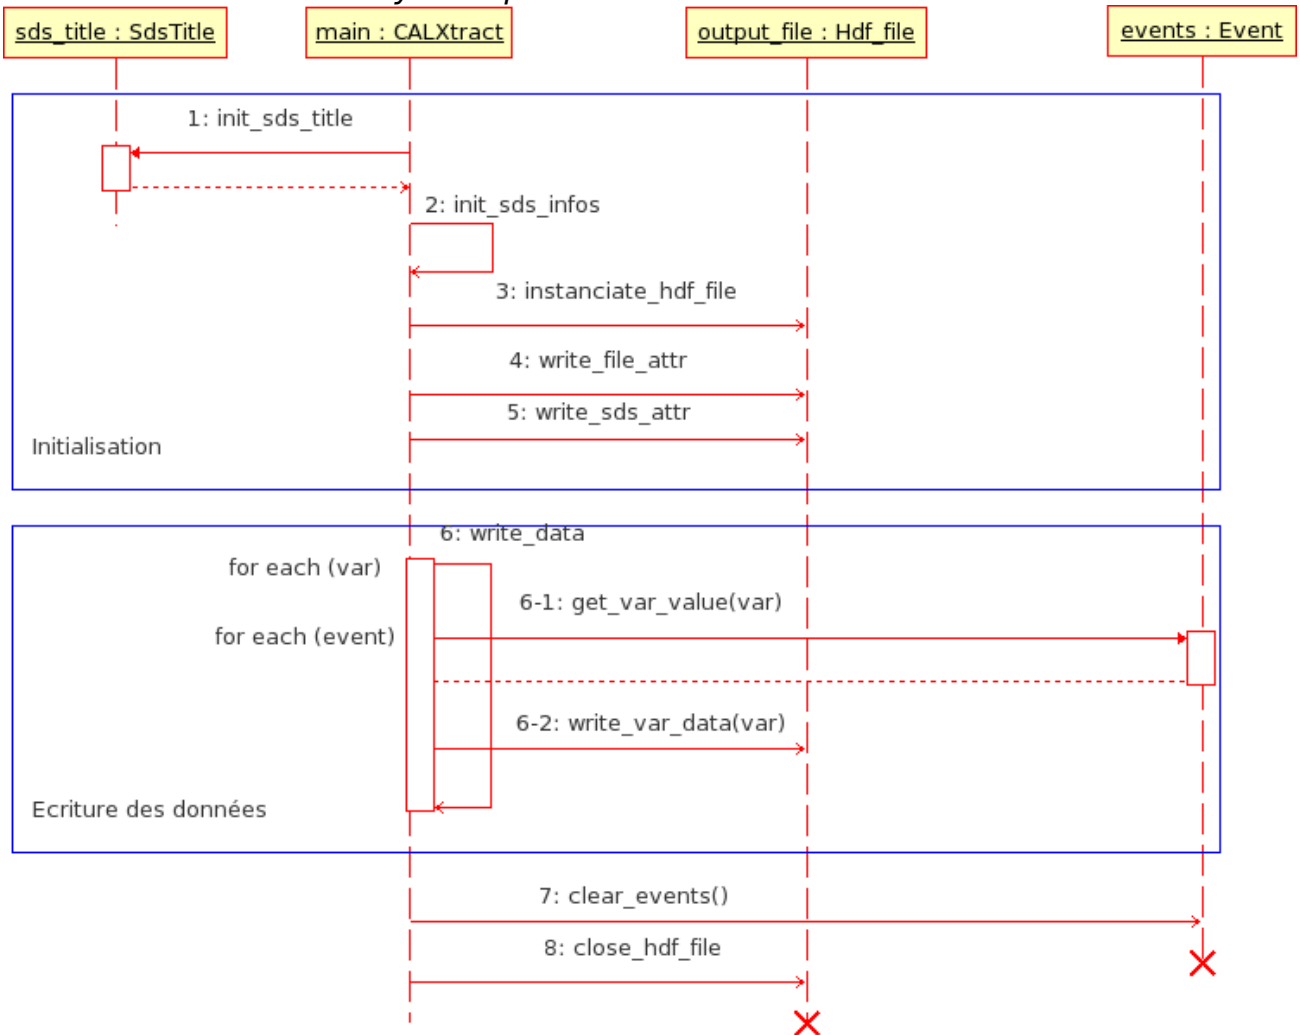 sds_title : SdsTitle
main : CALXtract
output_file : Hdf_file
events : Event
1: init_sds_title
2: init_sds_infos
3: instanciate_hdf_file
4: write_file_attr
5: write_sds_attr
Initialisation
6: write_data
for each (var)
6-1: get_var_value(var)
for each (event)
6-2: write_var_data(var)
Ecriture des données
7: clear_events()
8: close_hdf_file